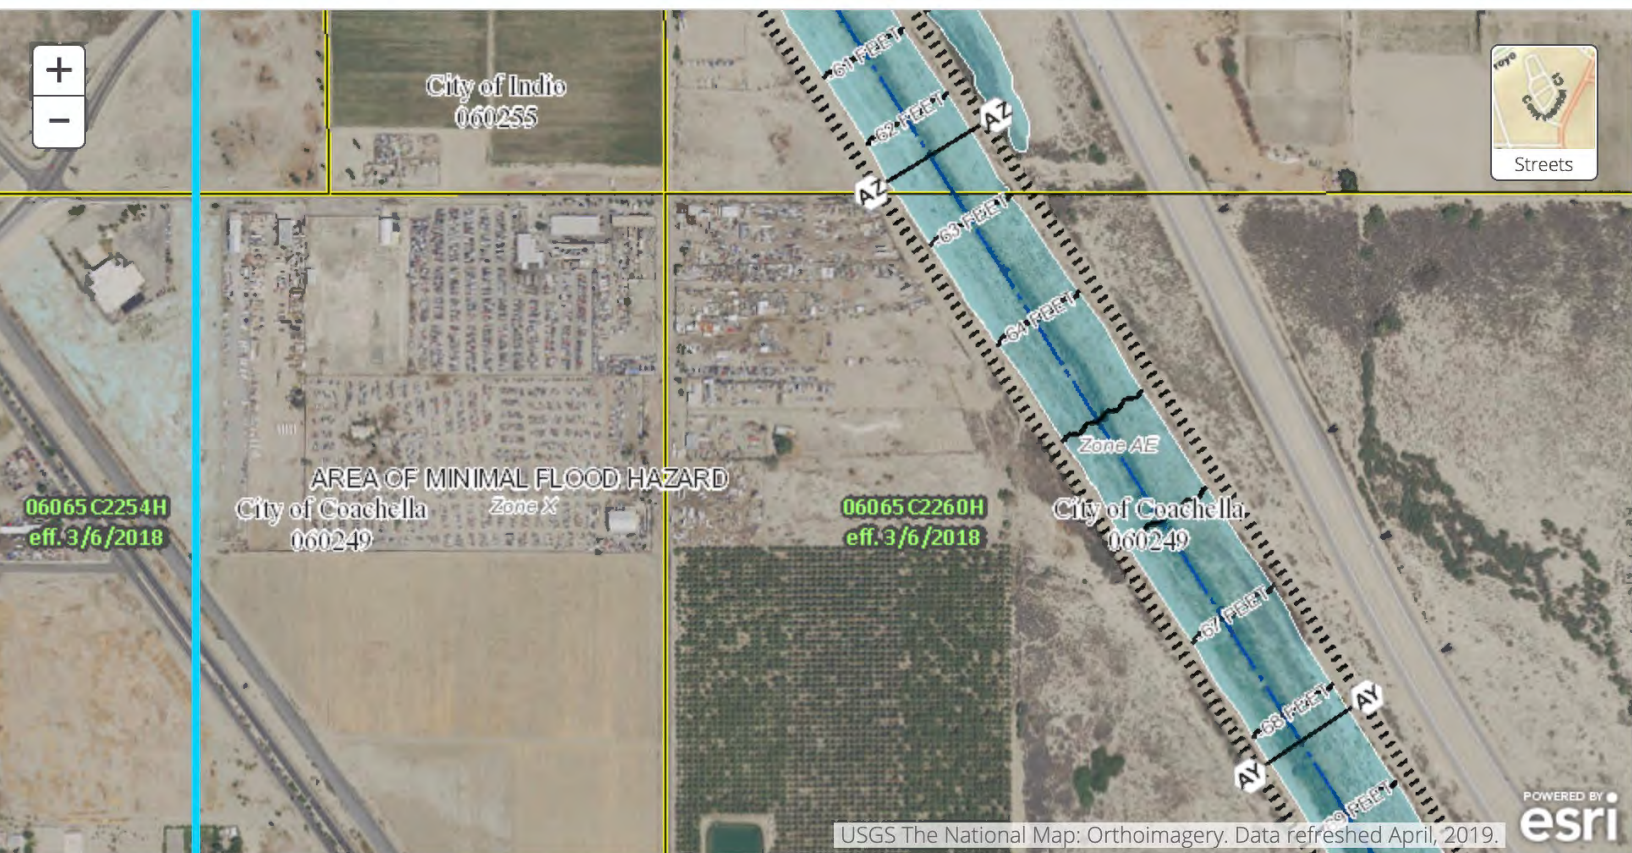 +
−
City of Indio
060255
61 FEET
62 FEET
AZ
AZ
63 FEET
64 FEET
Streets
AREA OF MINIMAL FLOOD HAZARD
Zone X
Zone AE
06065C2254H
eff. 3/6/2018
City of Coachella
060249
06065C2260H
eff. 3/6/2018
City of Coachella
060249
67 FEET
68 FEET
AY
AY
FEET
POWERED BY
esri
USGS The National Map: Orthoimagery. Data refreshed April, 2019.